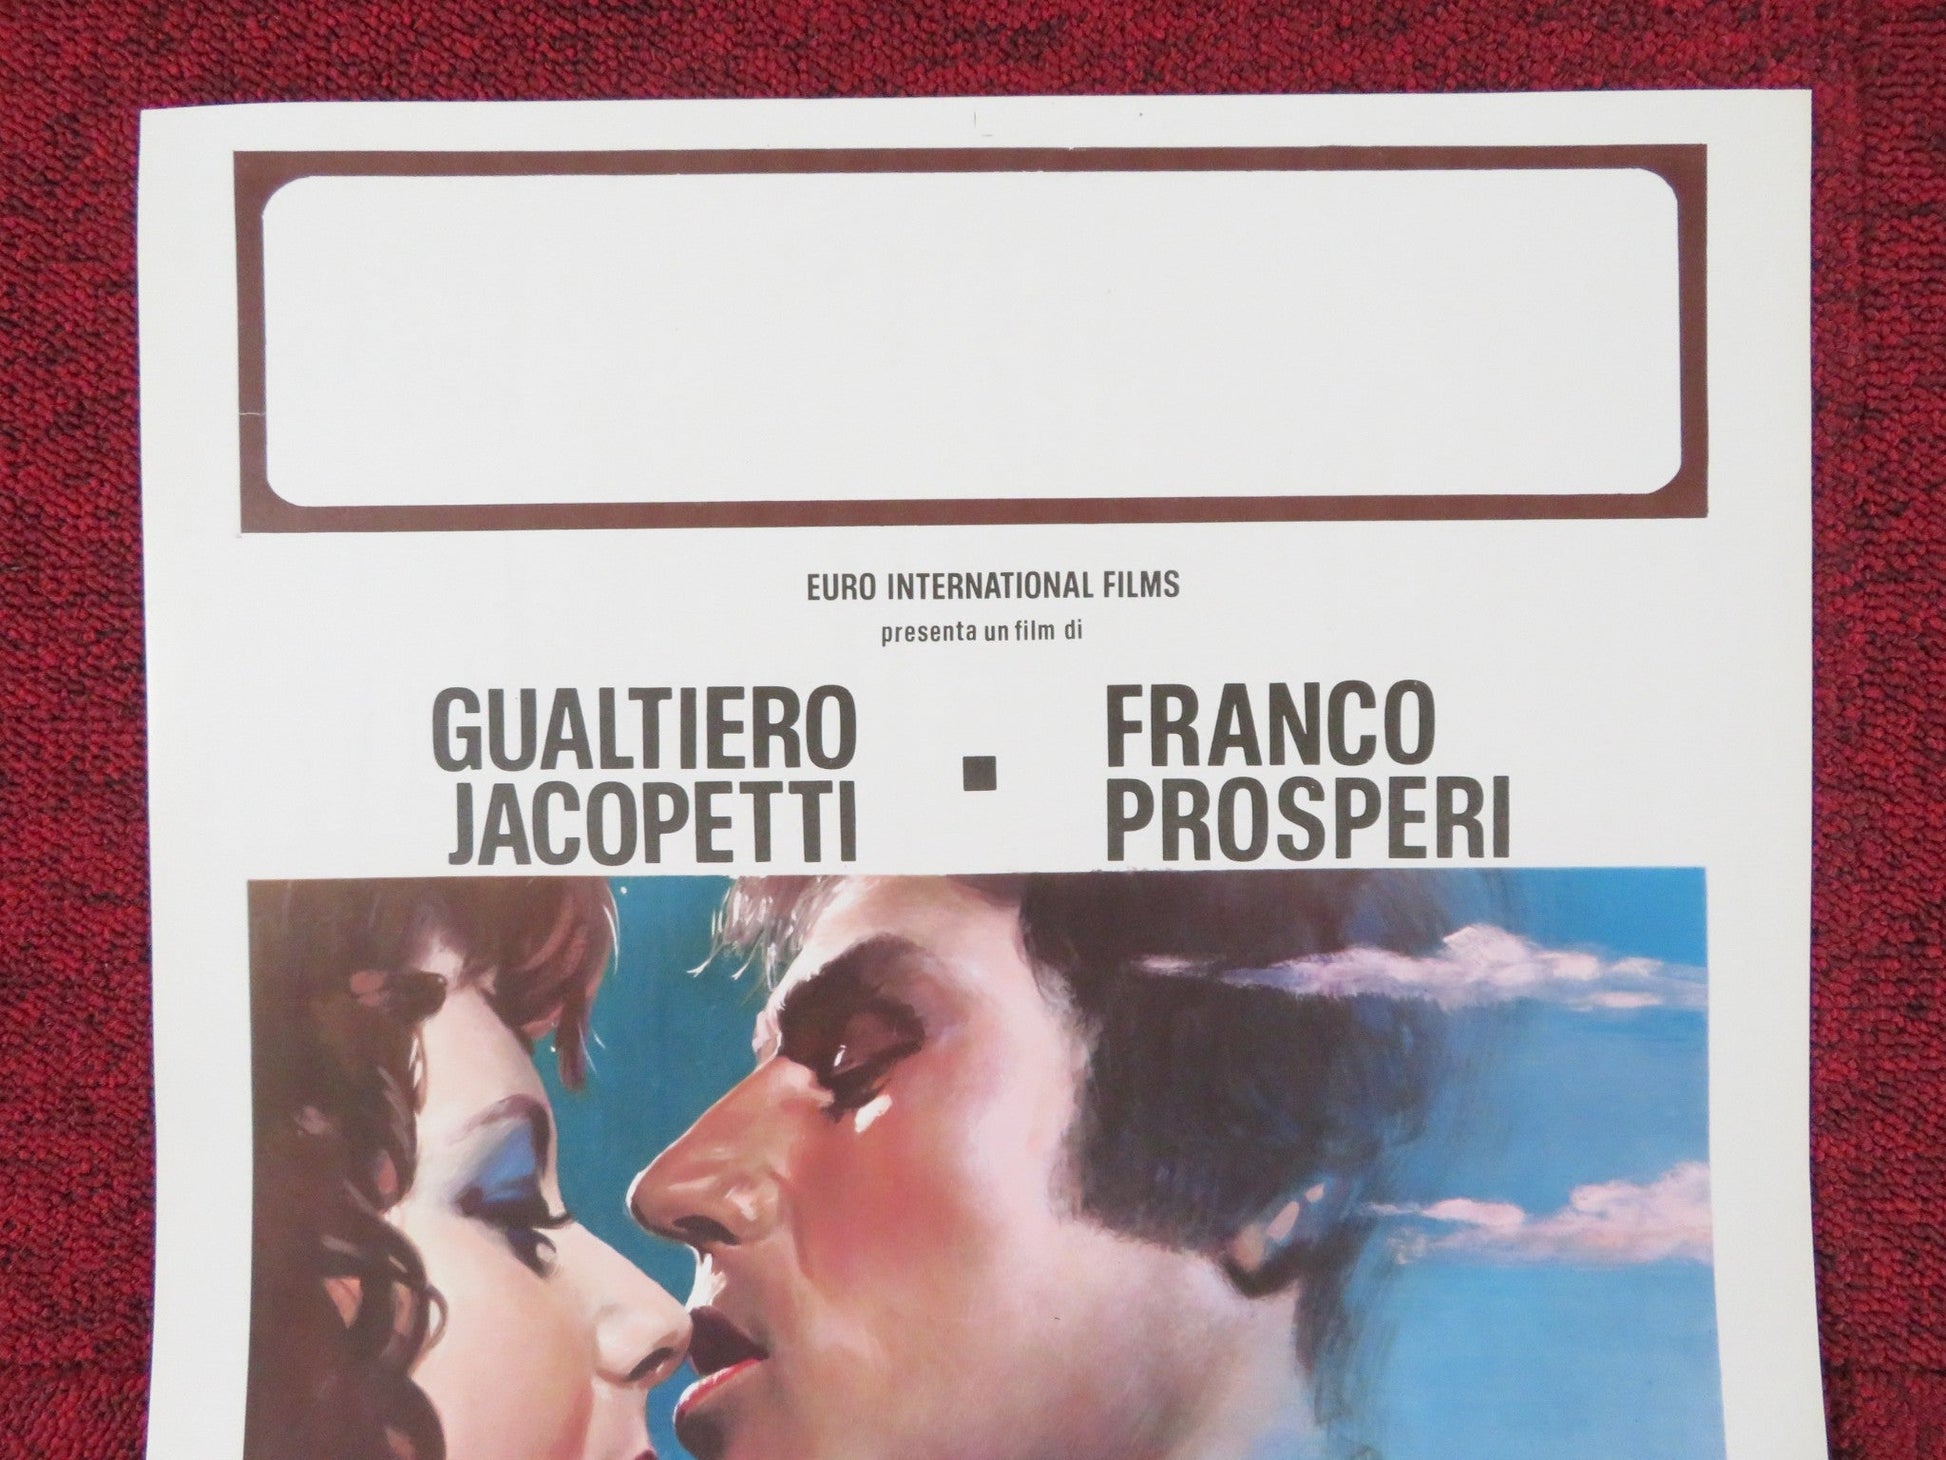 EURO INTERNATIONAL FILMS
presenta un film di
GUALTIERO
JACOPETTI
■
FRANCO
PROSPERI